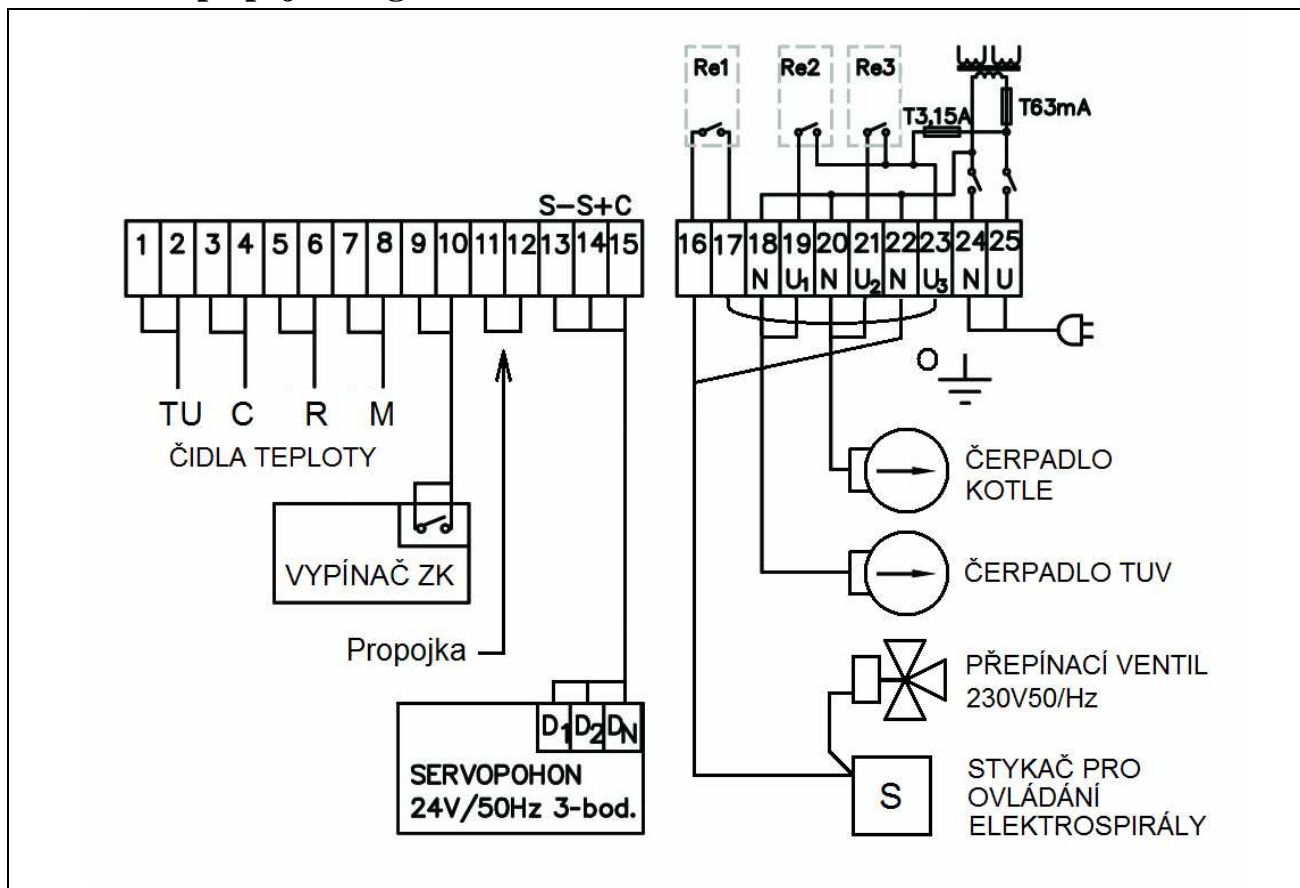 Re1 Re2 Re3
T3,15A T63mA
S-S+C
1 2 3 4 5 6 7 8 9 10 11 12 13 14 15
16 17 18 19 20 21 22 23 24 25
N U1 N U2 N U3 N U
TU C R M
ČIDLA TEPLOTY
VYPÍNAČ ZK
Propojka
D1 D2 DN
SERVOPOHON
24V/50Hz 3-bod.
O
ČERPADLO
KOTLE
ČERPADLO TUV
PŘEPÍNACÍ VENTIL
230V50/Hz
S
STYKAČ PRO
OVLÁDÁNÍ
ELEKTROSPIRÁLY